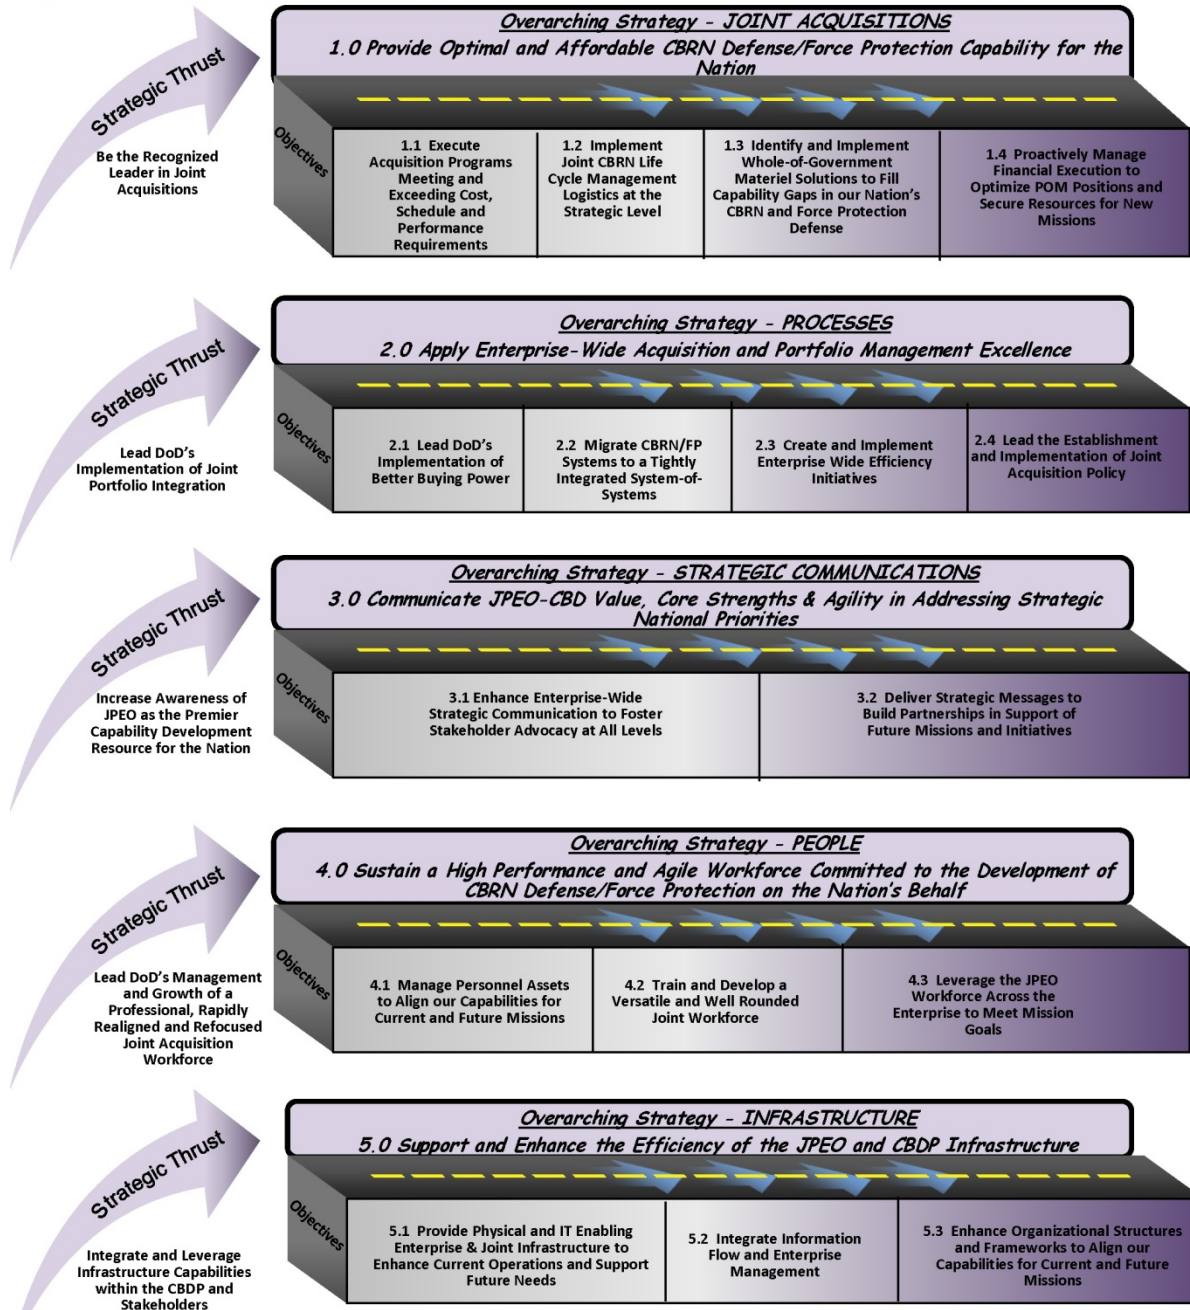 Strategic Thrust
Be the Recognized
Leader in Joint
Acquisitions
Overarching Strategy - JOINT ACQUISITIONS
1.0 Provide Optimal and Affordable CBRN Defense/Force Protection Capability for the
Nation
Objectives
1.1 Execute
Acquisition Programs
Meeting and
Exceeding Cost,
Schedule and
Performance
Requirements
1.2 Implement
Joint CBRN Life
Cycle Management
Logistics at the
Strategic Level
1.3 Identify and Implement
Whole-of-Government
Materiel Solutions to Fill
Capability Gaps in our Nation's
CBRN and Force Protection
Defense
1.4 Proactively Manage
Financial Execution to
Optimize POM Positions and
Secure Resources for New
Missions
Strategic Thrust
Lead DoD's
Implementation of Joint
Portfolio Integration
Overarching Strategy - PROCESSES
2.0 Apply Enterprise-Wide Acquisition and Portfolio Management Excellence
Objectives
2.1 Lead DoD's
Implementation of
Better Buying Power
2.2 Migrate CBRN/FP
Systems to a Tightly
Integrated System-of-
Systems
2.3 Create and Implement
Enterprise Wide Efficiency
Initiatives
2.4 Lead the Establishment
and Implementation of Joint
Acquisition Policy
Strategic Thrust
Increase Awareness of
JPEO as the Premier
Capability Development
Resource for the Nation
Overarching Strategy - STRATEGIC COMMUNICATIONS
3.0 Communicate JPEO-CBD Value, Core Strengths & Agility in Addressing Strategic
National Priorities
Objectives
3.1 Enhance Enterprise-Wide
Strategic Communication to Foster
Stakeholder Advocacy at All Levels
3.2 Deliver Strategic Messages to
Build Partnerships in Support of
Future Missions and Initiatives
Strategic Thrust
Lead DoD's Management
and Growth of a
Professional, Rapidly
Realigned and Refocused
Joint Acquisition
Workforce
Overarching Strategy - PEOPLE
4.0 Sustain a High Performance and Agile Workforce Committed to the Development of
CBRN Defense/Force Protection on the Nation's Behalf
Objectives
4.1 Manage Personnel Assets
to Align our Capabilities for
Current and Future Missions
4.2 Train and Develop a
Versatile and Well Rounded
Joint Workforce
4.3 Leverage the JPEO
Workforce Across the
Enterprise to Meet Mission
Goals
Strategic Thrust
Integrate and Leverage
Infrastructure Capabilities
within the CBDP and
Stakeholders
Overarching Strategy - INFRASTRUCTURE
5.0 Support and Enhance the Efficiency of the JPEO and CBDP Infrastructure
Objectives
5.1 Provide Physical and IT Enabling
Enterprise & Joint Infrastructure to
Enhance Current Operations and Support
Future Needs
5.2 Integrate Information
Flow and Enterprise
Management
5.3 Enhance Organizational Structures
and Frameworks to Align our
Capabilities for Current and Future
Missions